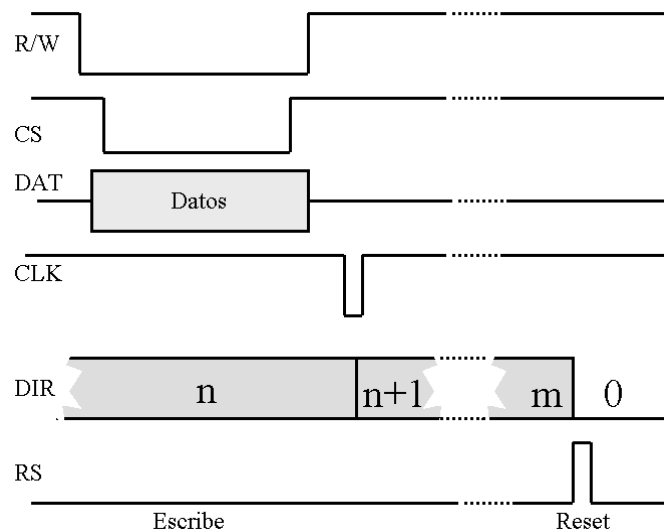 R/W
CS
DAT
Datos
CLK
DIR
n
n+1
m
0
RS
Escribe
Reset